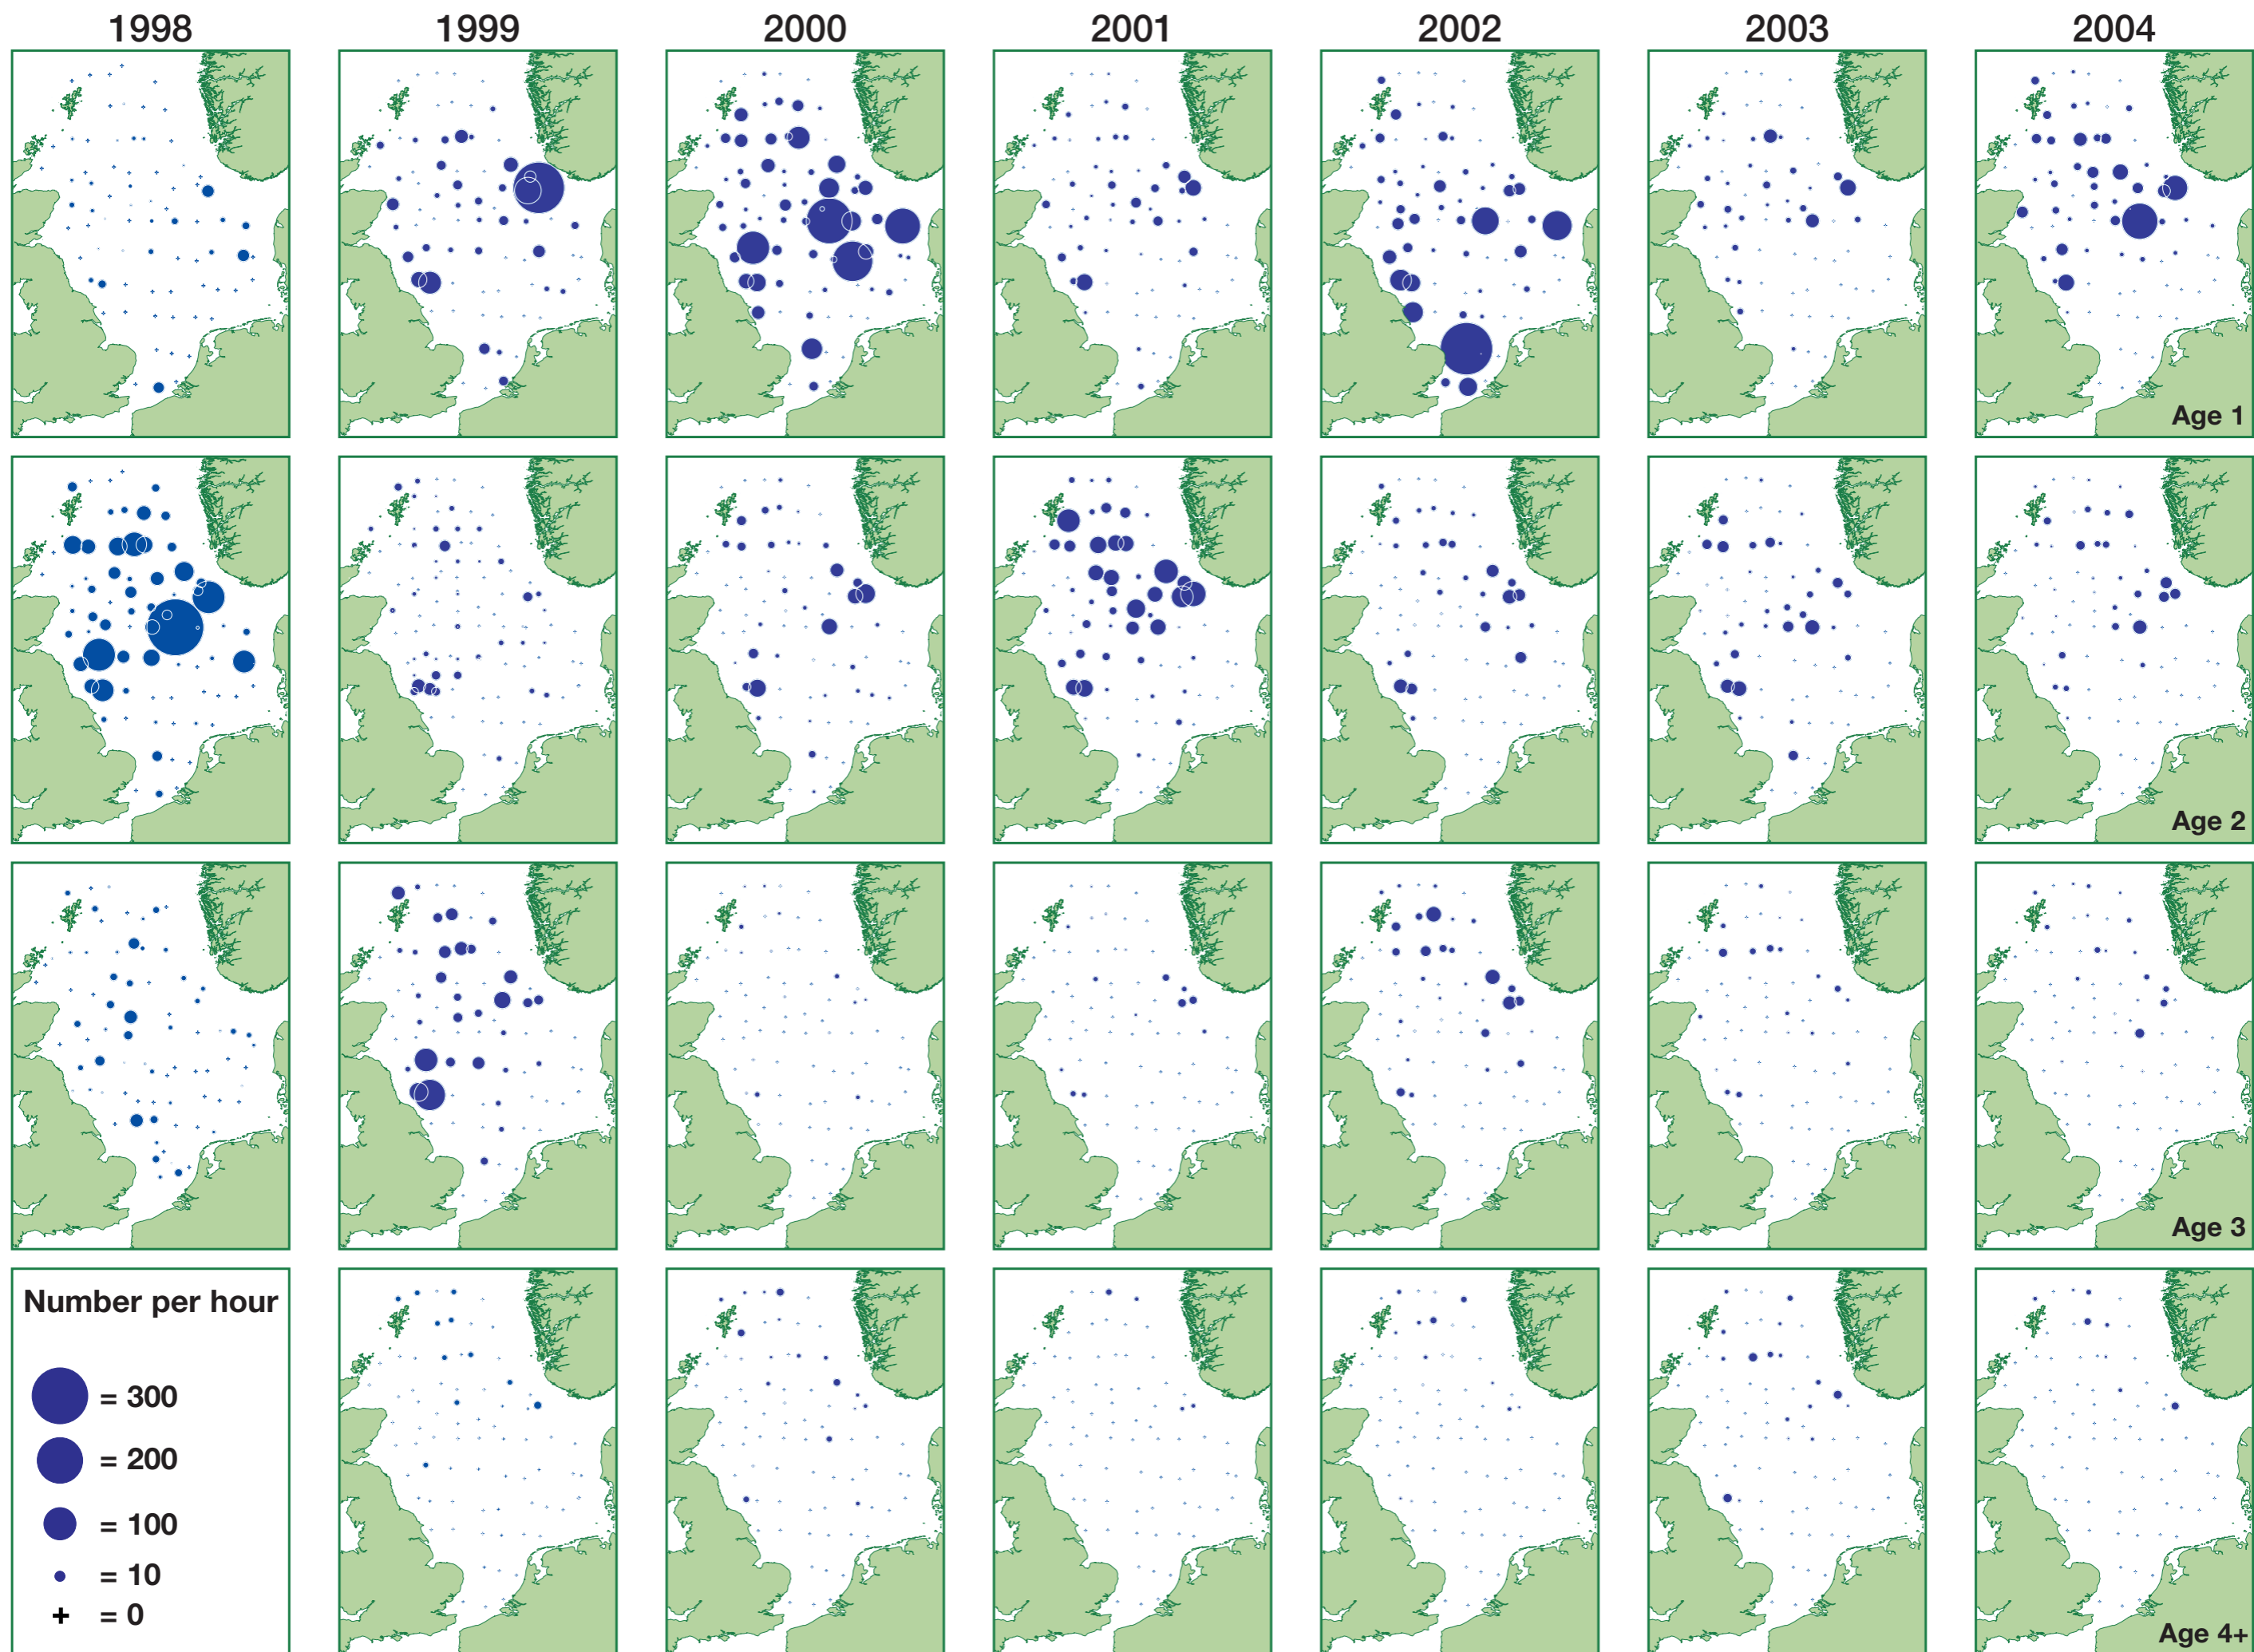 1998 1999 2000 2001 2002 2003 2004
Age 1
Age 2
Age 3
Number per hour
= 300
= 200
= 100
= 10
= 0
Age 4+